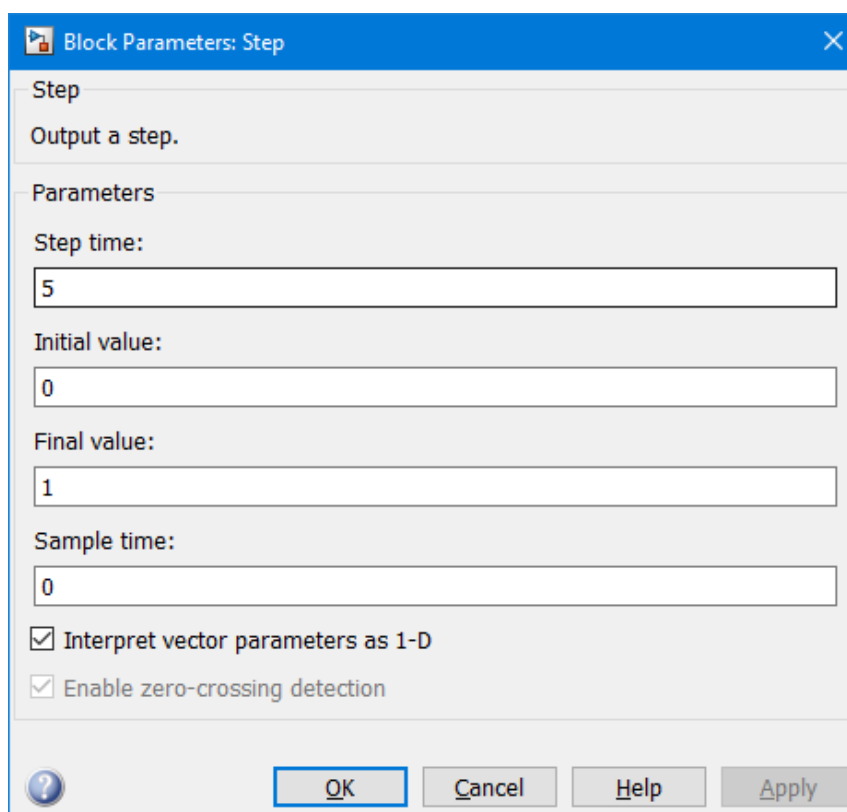 Block Parameters: Step
Step
Output a step.
Parameters
Step time:
5
Initial value:
0
Final value:
1
Sample time:
0
Interpret vector parameters as 1-D
Enable zero-crossing detection
OK Cancel Help Apply